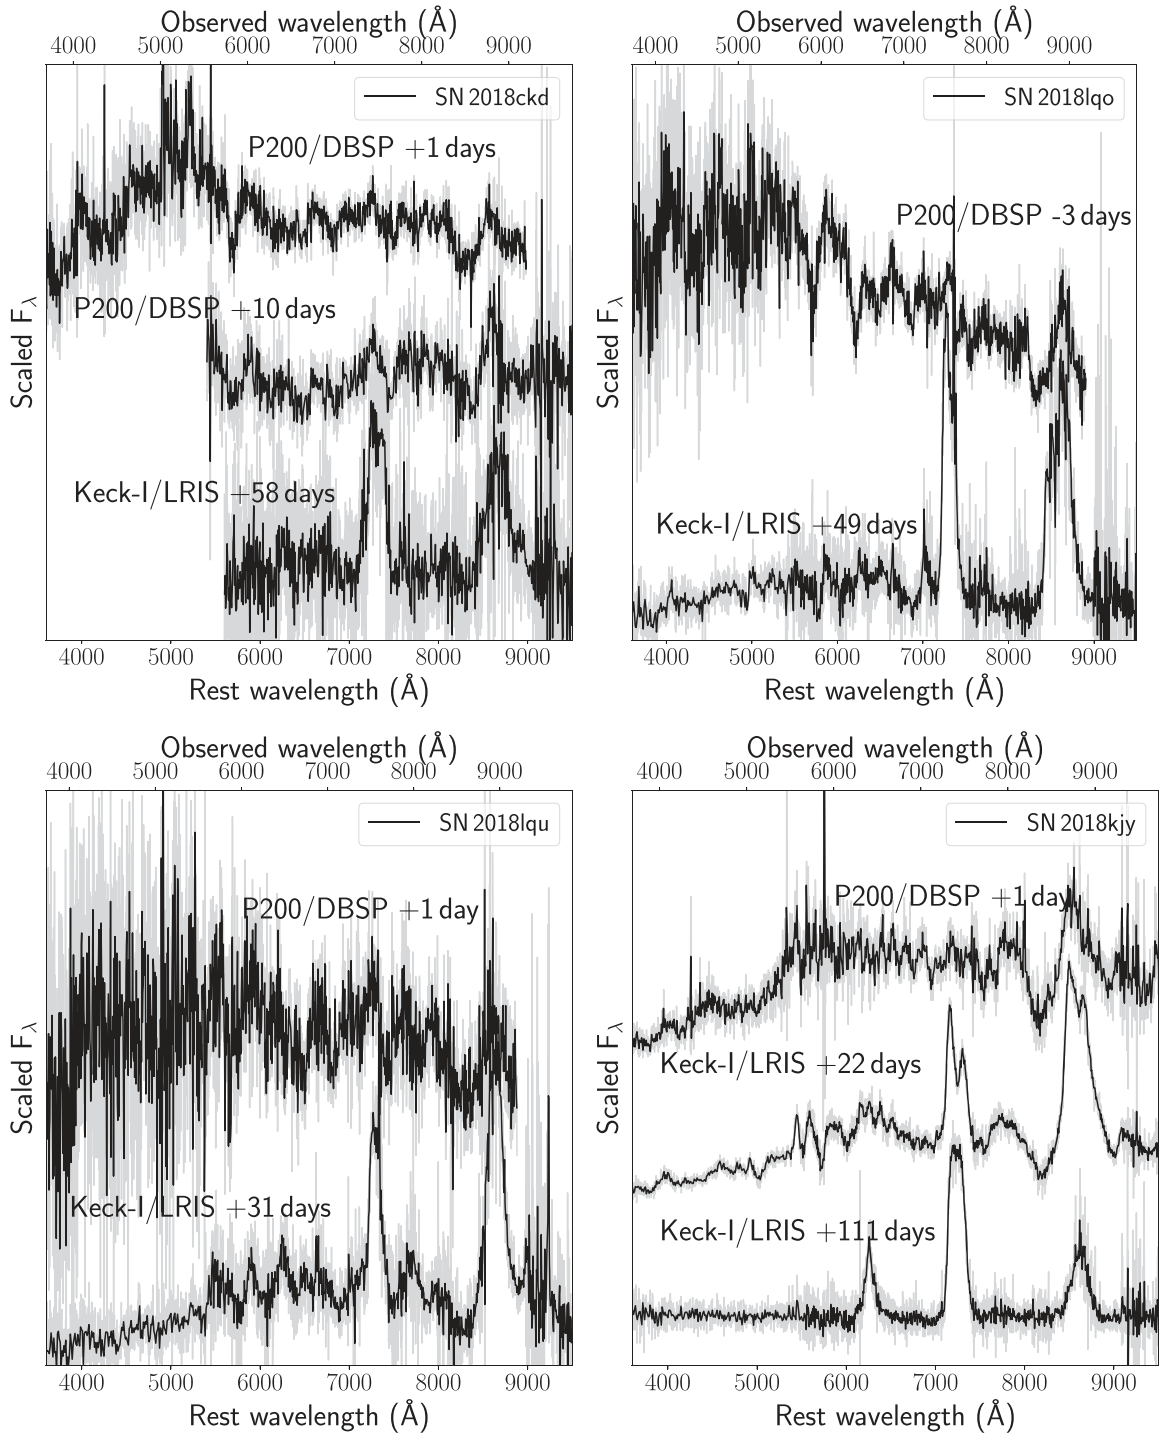 Observed wavelength (Å)
4000 5000 6000 7000 8000 9000
SN 2018ckd
P200/DBSP +1 days
P200/DBSP +10 days
Keck-I/LRIS +58 days
Scaled F_λ
4000 5000 6000 7000 8000 9000
Rest wavelength (Å)
Observed wavelength (Å)
4000 5000 6000 7000 8000 9000
SN 2018lqo
P200/DBSP -3 days
Keck-I/LRIS +49 days
Scaled F_λ
4000 5000 6000 7000 8000 9000
Rest wavelength (Å)
Observed wavelength (Å)
4000 5000 6000 7000 8000 9000
SN 2018lqu
P200/DBSP +1 day
Keck-I/LRIS +31 days
Scaled F_λ
4000 5000 6000 7000 8000 9000
Rest wavelength (Å)
Observed wavelength (Å)
4000 5000 6000 7000 8000 9000
SN 2018kjy
P200/DBSP +1 day
Keck-I/LRIS +22 days
Keck-I/LRIS +111 days
Scaled F_λ
4000 5000 6000 7000 8000 9000
Rest wavelength (Å)